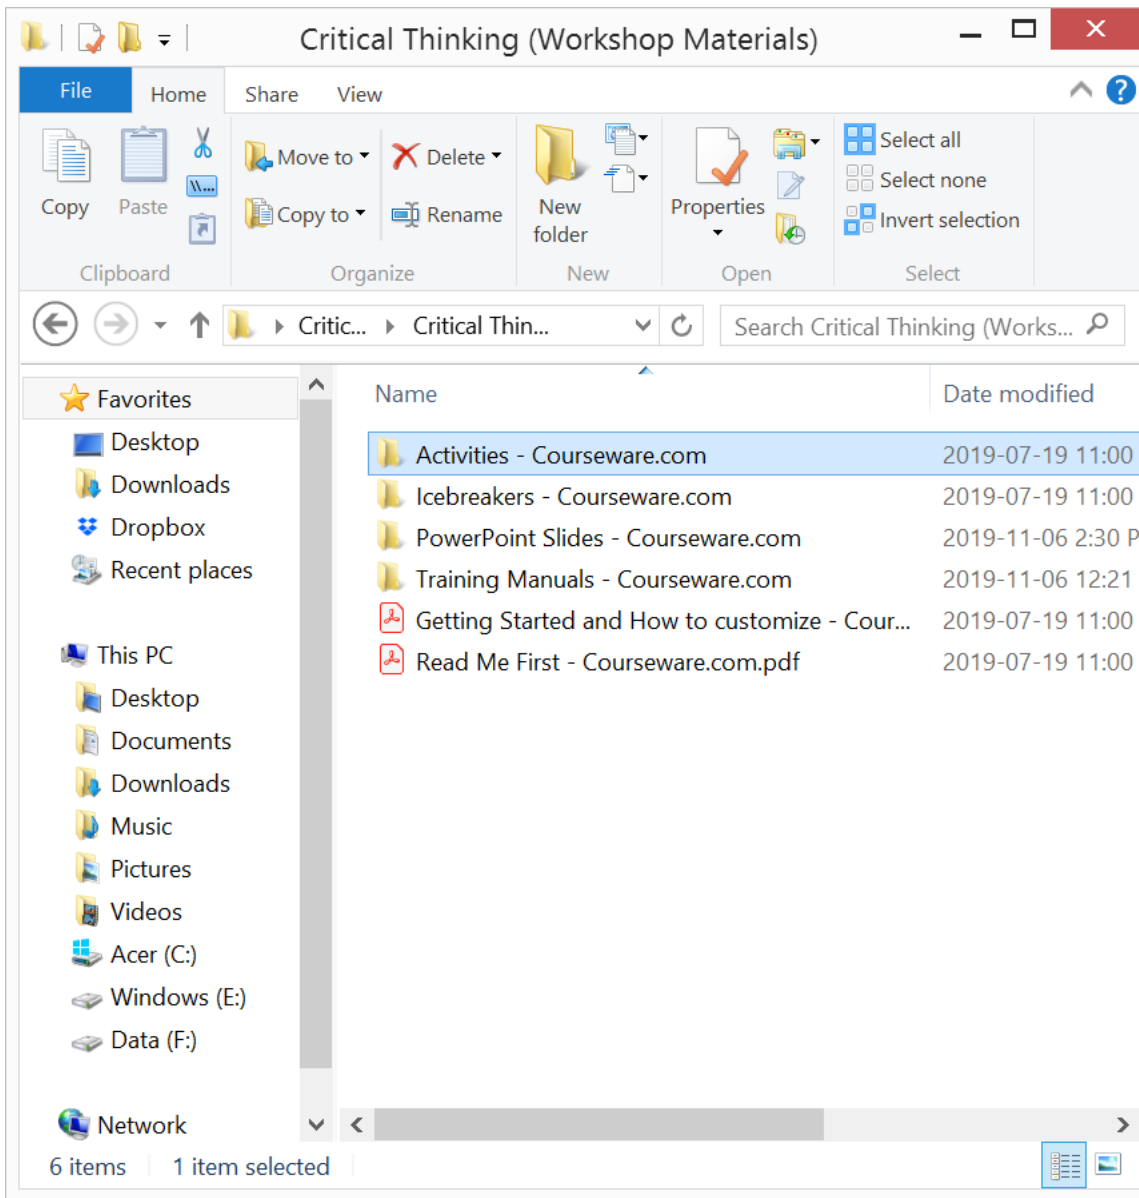 Critical Thinking (Workshop Materials)
File Home Share View
Copy
Paste
Move to
Copy to
Delete
Rename
New folder
Properties
Select all
Select none
Invert selection
Clipboard Organize New Open Select
Critic... Critical Thin... Search Critical Thinking (Works...
Name Date modified
Favorites
Desktop
Downloads
Dropbox
Recent places
This PC
Desktop
Documents
Downloads
Music
Pictures
Videos
Acer (C:)
Windows (E:)
Data (F:)
Network
Activities - Courseware.com 2019-07-19 11:00
Icebreakers - Courseware.com 2019-07-19 11:00
PowerPoint Slides - Courseware.com 2019-11-06 2:30 P
Training Manuals - Courseware.com 2019-11-06 12:21
Getting Started and How to customize - Cour... 2019-07-19 11:00
Read Me First - Courseware.com.pdf 2019-07-19 11:00
6 items 1 item selected